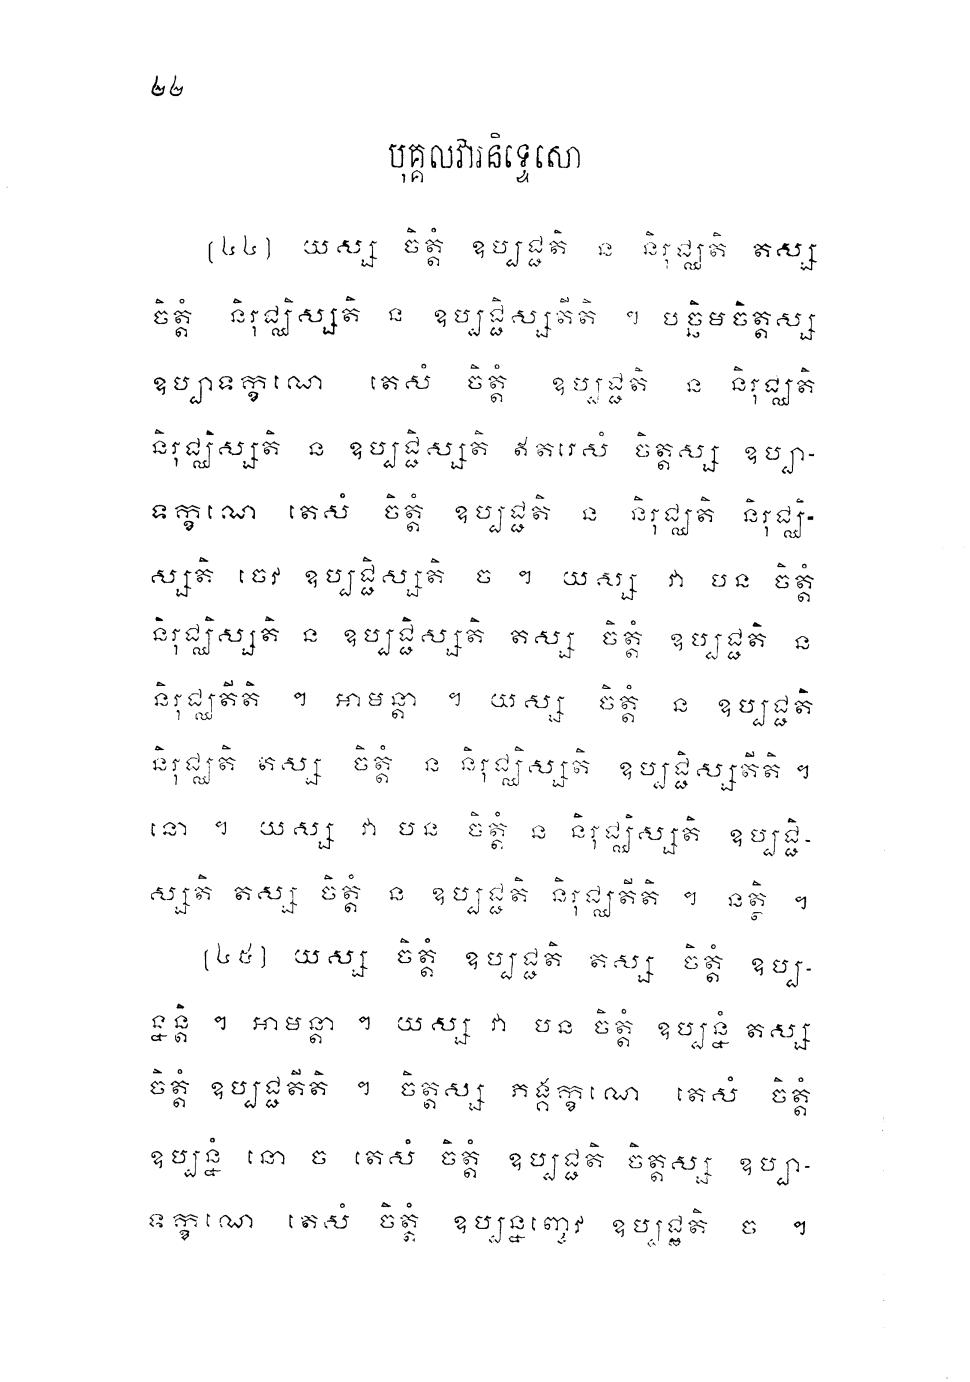 ២២
បុគ្គលវារនិទ្ទេសោ
(៤៤) យស្ស ចិត្តំ ឧប្បជ្ជតិ ន និរុជ្ឈតិ តស្ស
ចិត្តំ និរុជ្ឈិស្សតិ ន ឧប្បជ្ជិស្សតីតិ ។ បច្ឆិមចិត្តស្ស
ឧប្បាទក្ខណេ តេសំ ចិត្តំ ឧប្បជ្ជតិ ន និរុជ្ឈតិ
និរុជ្ឈិស្សតិ ន ឧប្បជ្ជិស្សតិ ឥតរេសំ ចិត្តស្ស ឧប្បា-
ទក្ខណេ តេសំ ចិត្តំ ឧប្បជ្ជតិ ន និរុជ្ឈតិ និរុជ្ឈិ-
ស្សតិ ចេវ ឧប្បជ្ជិស្សតិ ច ។ យស្ស វា បន ចិត្តំ
និរុជ្ឈិស្សតិ ន ឧប្បជ្ជិស្សតិ តស្ស ចិត្តំ ឧប្បជ្ជតិ ន
និរុជ្ឈតីតិ ។ អាមន្តា ។ យស្ស ចិត្តំ ន ឧប្បជ្ជតិ
និរុជ្ឈតិ តស្ស ចិត្តំ ន និរុជ្ឈិស្សតិ ឧប្បជ្ជិស្សតីតិ ។
នោ ។ យស្ស វា បន ចិត្តំ ន និរុជ្ឈិស្សតិ ឧប្បជ្ជិ-
ស្សតិ តស្ស ចិត្តំ ន ឧប្បជ្ជតិ និរុជ្ឈតីតិ ។ នត្ថិ ។
(៤៥) យស្ស ចិត្តំ ឧប្បជ្ជតិ តស្ស ចិត្តំ ឧប្ប-
ន្នន្តិ ។ អាមន្តា ។ យស្ស វា បន ចិត្តំ ឧប្បន្នំ តស្ស
ចិត្តំ ឧប្បជ្ជតីតិ ។ ចិត្តស្ស ភង្គក្ខណេ តេសំ ចិត្តំ
ឧប្បន្នំ នោ ច តេសំ ចិត្តំ ឧប្បជ្ជតិ ចិត្តស្ស ឧប្បា-
ទក្ខណេ តេសំ ចិត្តំ ឧប្បន្នញ្ចេវ ឧប្បជ្ជតិ ច ។